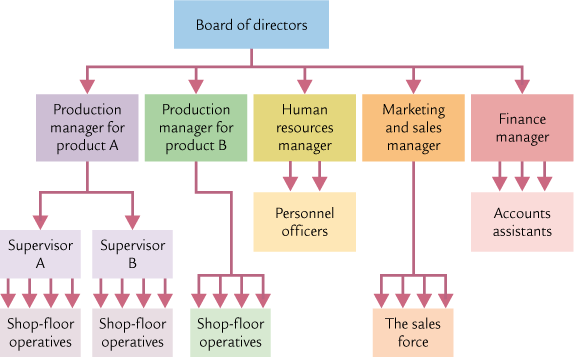 Board of directors
Production
manager for
product A
Production
manager for
product B
Human
resources
manager
Marketing
and sales
manager
Finance
manager
Personnel
officers
Accounts
assistants
Supervisor
A
Supervisor
B
Shop-floor
operatives
Shop-floor
operatives
Shop-floor
operatives
The sales
force